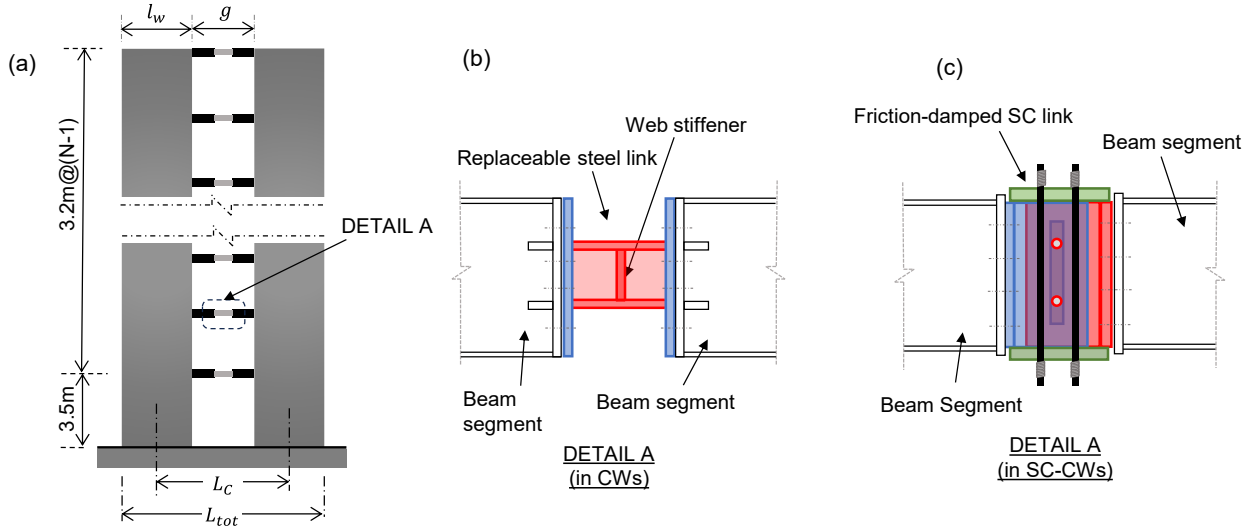 (a)
l_w
g
3.2m@(N-1)
3.5m
DETAIL A
L_C
L_tot
(b)
Web stiffener
Replaceable steel link
Beam
segment
Beam segment
DETAIL A
(in CWs)
(c)
Friction-damped SC link
Beam segment
Beam Segment
DETAIL A
(in SC-CWs)